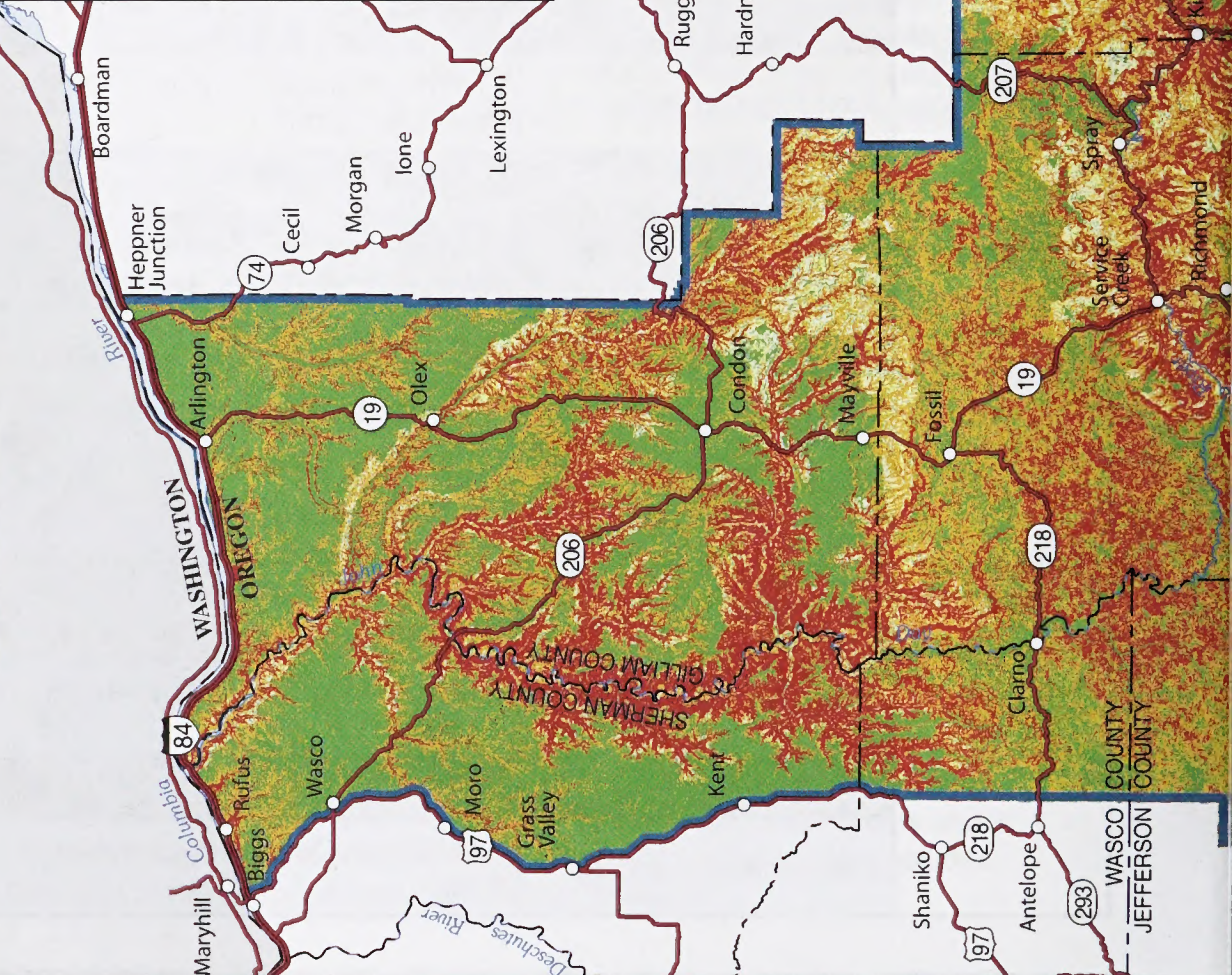 Boardman
Heppner
Junction
River
Arlington
WASHINGTON
OREGON
84
Columbia
Rufus
Biggs
Maryhill
74
Cecil
Morgan
Ione
Lexington
19
Olex
Wasco
Moro
97
Grass
Valley
Deschutes
River
206
SHERMAN COUNTY
GILLIAM COUNTY
206
Rugg
Hardn
Condon
Mayville
Kent
Fossil
Day
207
Spray
Service
Creek
Richmond
19
218
Clarno
Shaniko
218
Antelope
97
293
WASCO COUNTY
JEFFERSON COUNTY